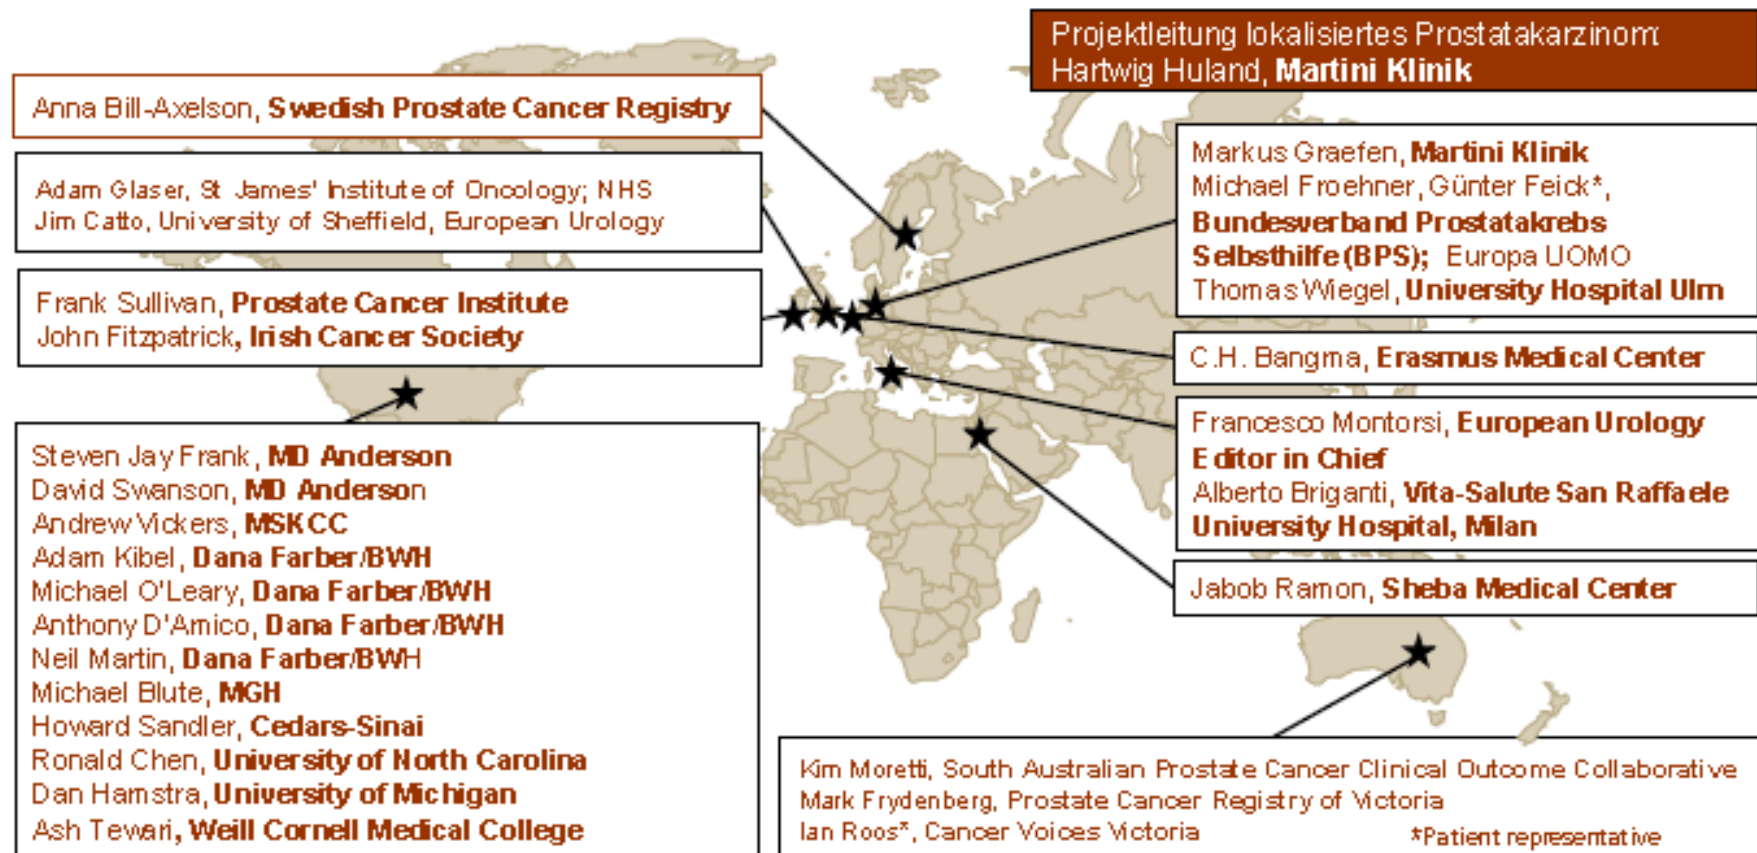 Projektleitung lokalisiertes Prostatakarzinom:
Hartwig Huland, Martini Klinik
Anna Bill-Axelson, Swedish Prostate Cancer Registry
Adam Glaser, St James' Institute of Oncology; NHS
Jim Catto, University of Sheffield, European Urology
Frank Sullivan, Prostate Cancer Institute
John Fitzpatrick, Irish Cancer Society
Steven Jay Frank, MD Anderson
David Swanson, MD Anderson
Andrew Vickers, MSKCC
Adam Kibel, Dana Farber/BWH
Michael O'Leary, Dana Farber/BWH
Anthony D'Amico, Dana Farber/BWH
Neil Martin, Dana Farber/BWH
Michael Blute, MGH
Howard Sandler, Cedars-Sinai
Ronald Chen, University of North Carolina
Dan Hamstra, University of Michigan
Ash Tewari, Weill Cornell Medical College
Markus Graefen, Martini Klinik
Michael Froehner, Günter Feick*,
Bundesverband Prostatakrebs
Selbsthilfe (BPS); Europa UOMO
Thomas Wiegel, University Hospital Ulm
C.H. Bangma, Erasmus Medical Center
Francesco Montorsi, European Urology
Editor in Chief
Alberto Briganti, Vita-Salute San Raffaele
University Hospital, Milan
Jabob Ramon, Sheba Medical Center
Kim Moretti, South Australian Prostate Cancer Clinical Outcome Collaborative
Mark Frydenberg, Prostate Cancer Registry of Victoria
Ian Roos*, Cancer Voices Victoria
*Patient representative